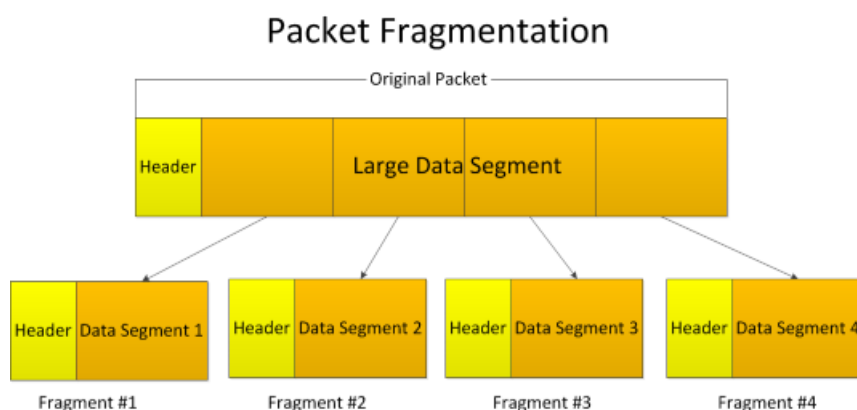 Packet Fragmentation
Original Packet
Header
Large Data Segment
Header
Data Segment 1
Header
Data Segment 2
Header
Data Segment 3
Header
Data Segment 4
Fragment #1
Fragment #2
Fragment #3
Fragment #4